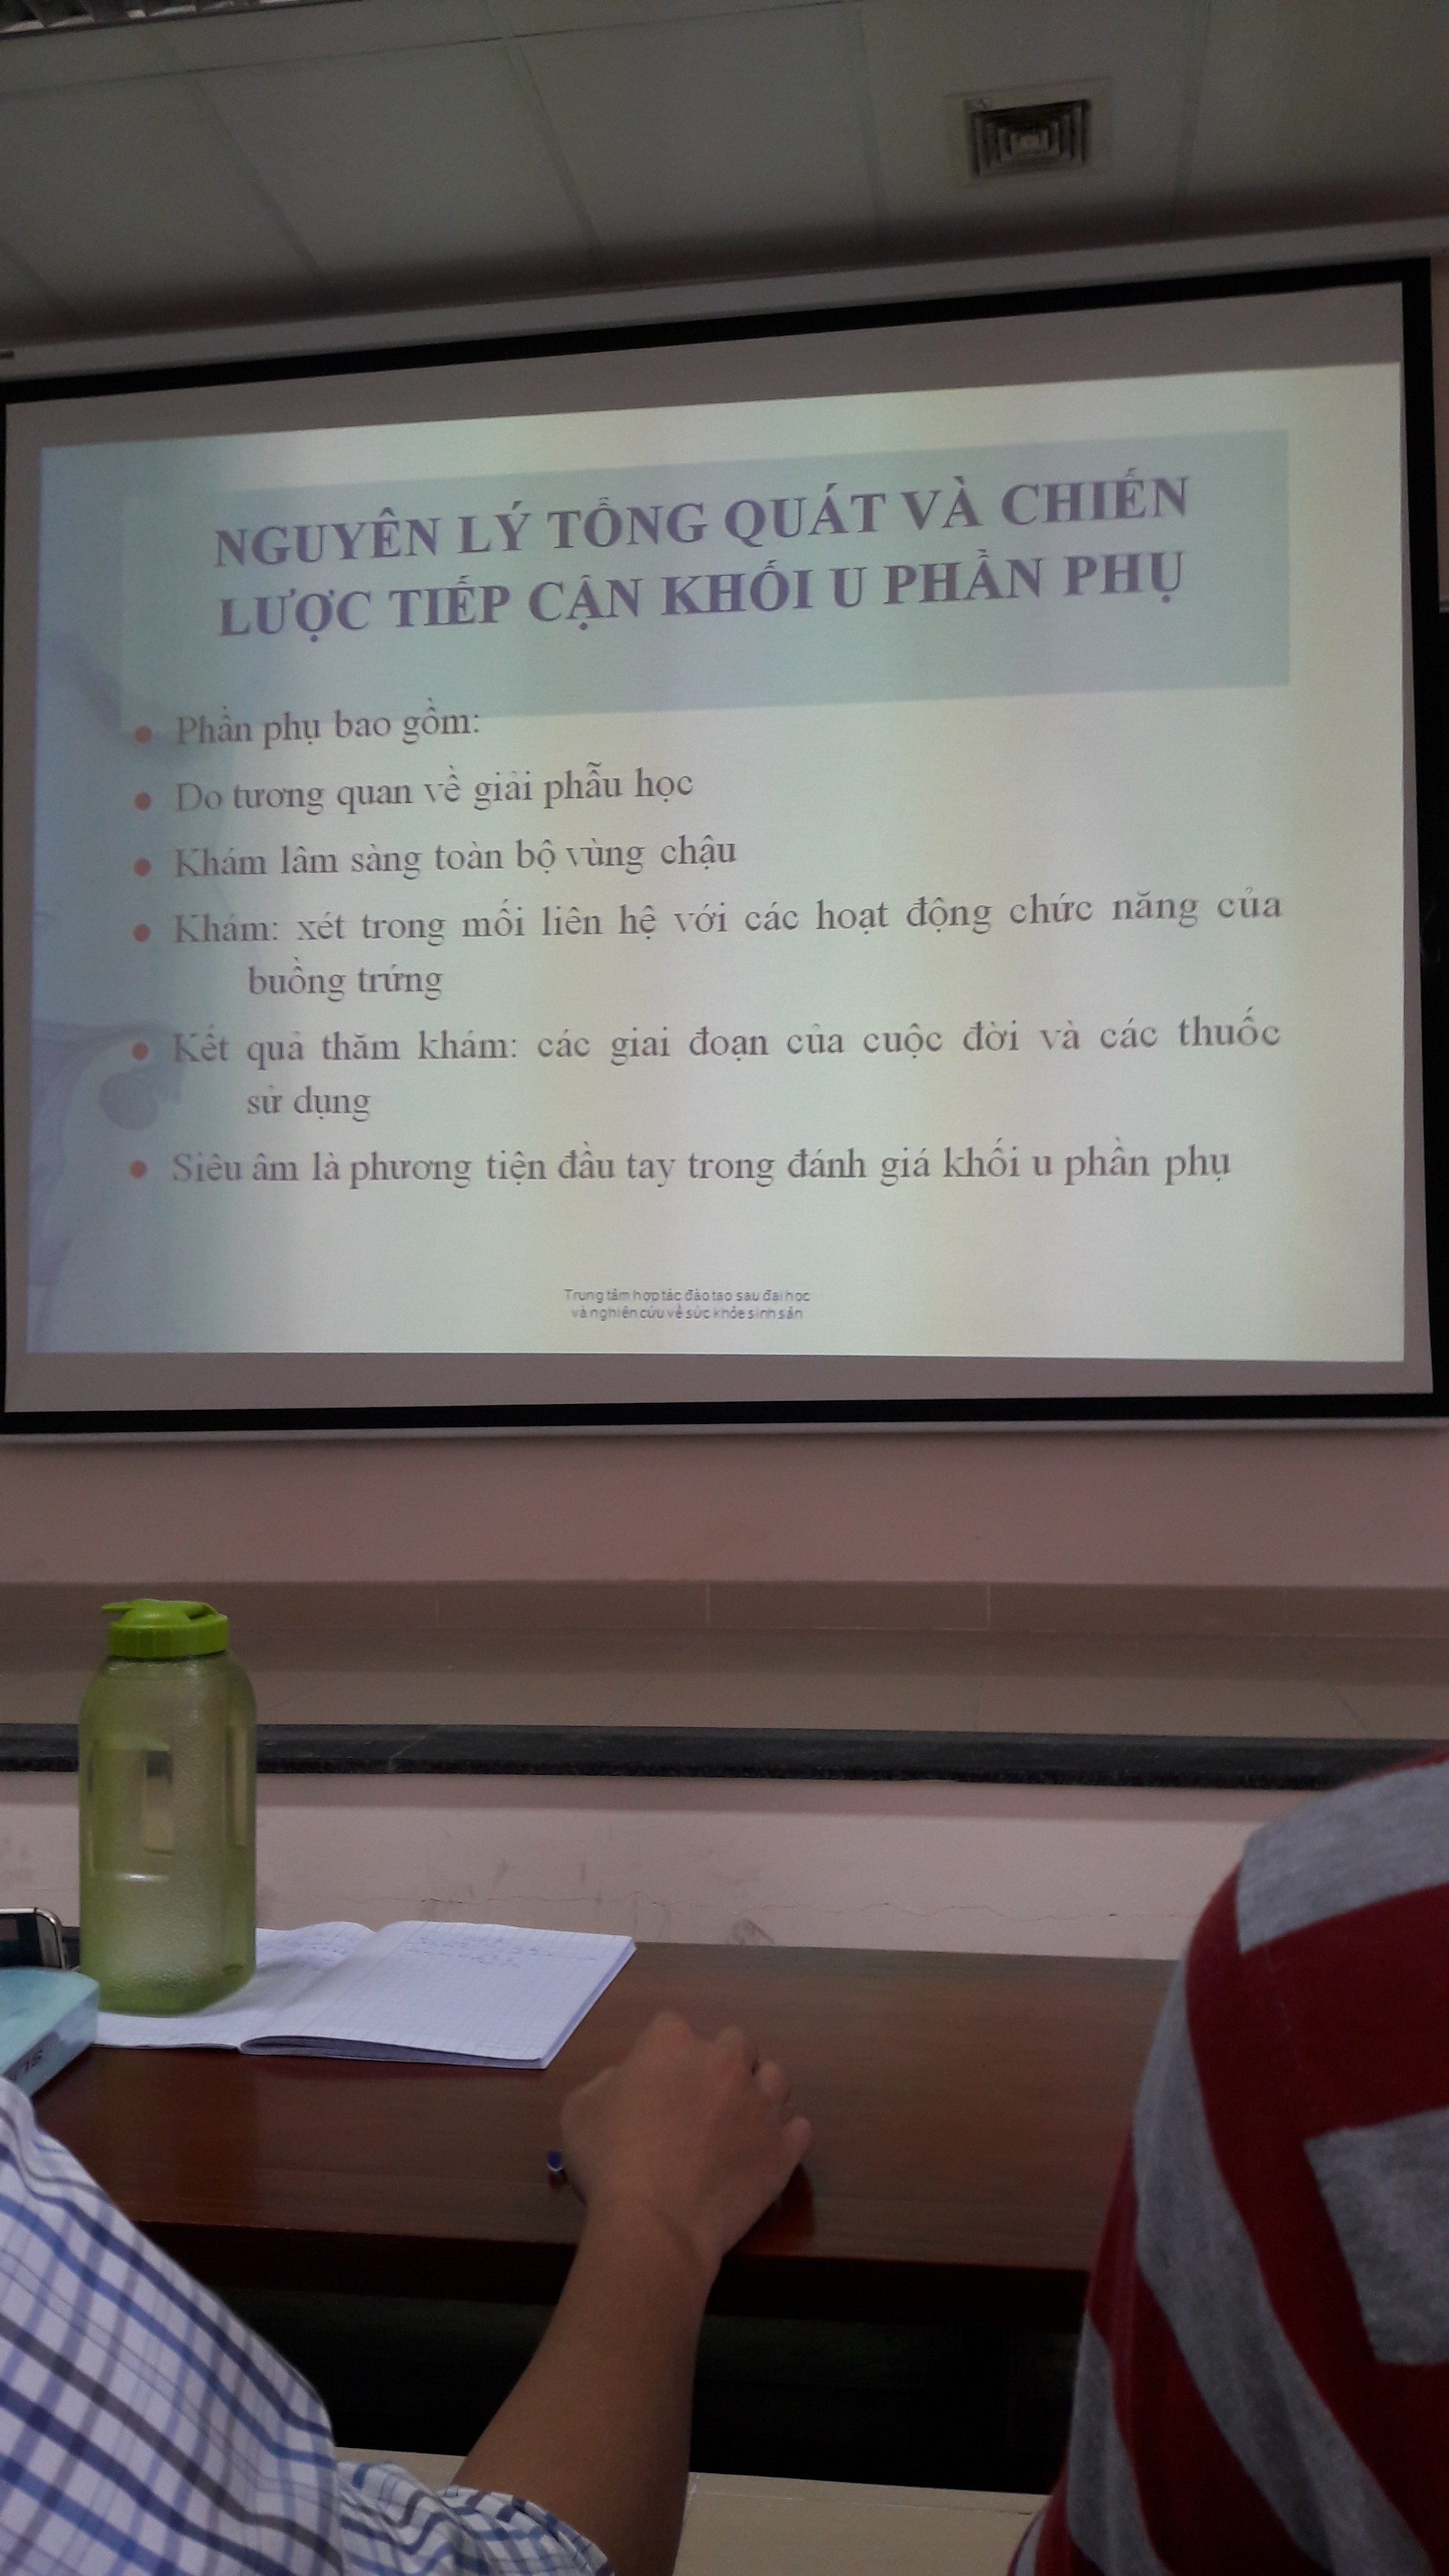 NGUYÊN LÝ TỔNG QUÁT VÀ CHIẾN
LƯỢC TIẾP CẬN KHỐI U PHẦN PHỤ
Phần phụ bao gồm:
Do tương quan về giải phẫu học
Khám lâm sàng toàn bộ vùng chậu
Khám: xét trong mối liên hệ với các hoạt động chức năng của
buồng trứng
Kết quả thăm khám: các giai đoạn của cuộc đời và các thuốc
sử dụng
Siêu âm là phương tiện đầu tay trong đánh giá khối u phần phụ
Trung tâm hợp tác đào tạo sau đại học
và nghiên cứu về sức khỏe sinh sản